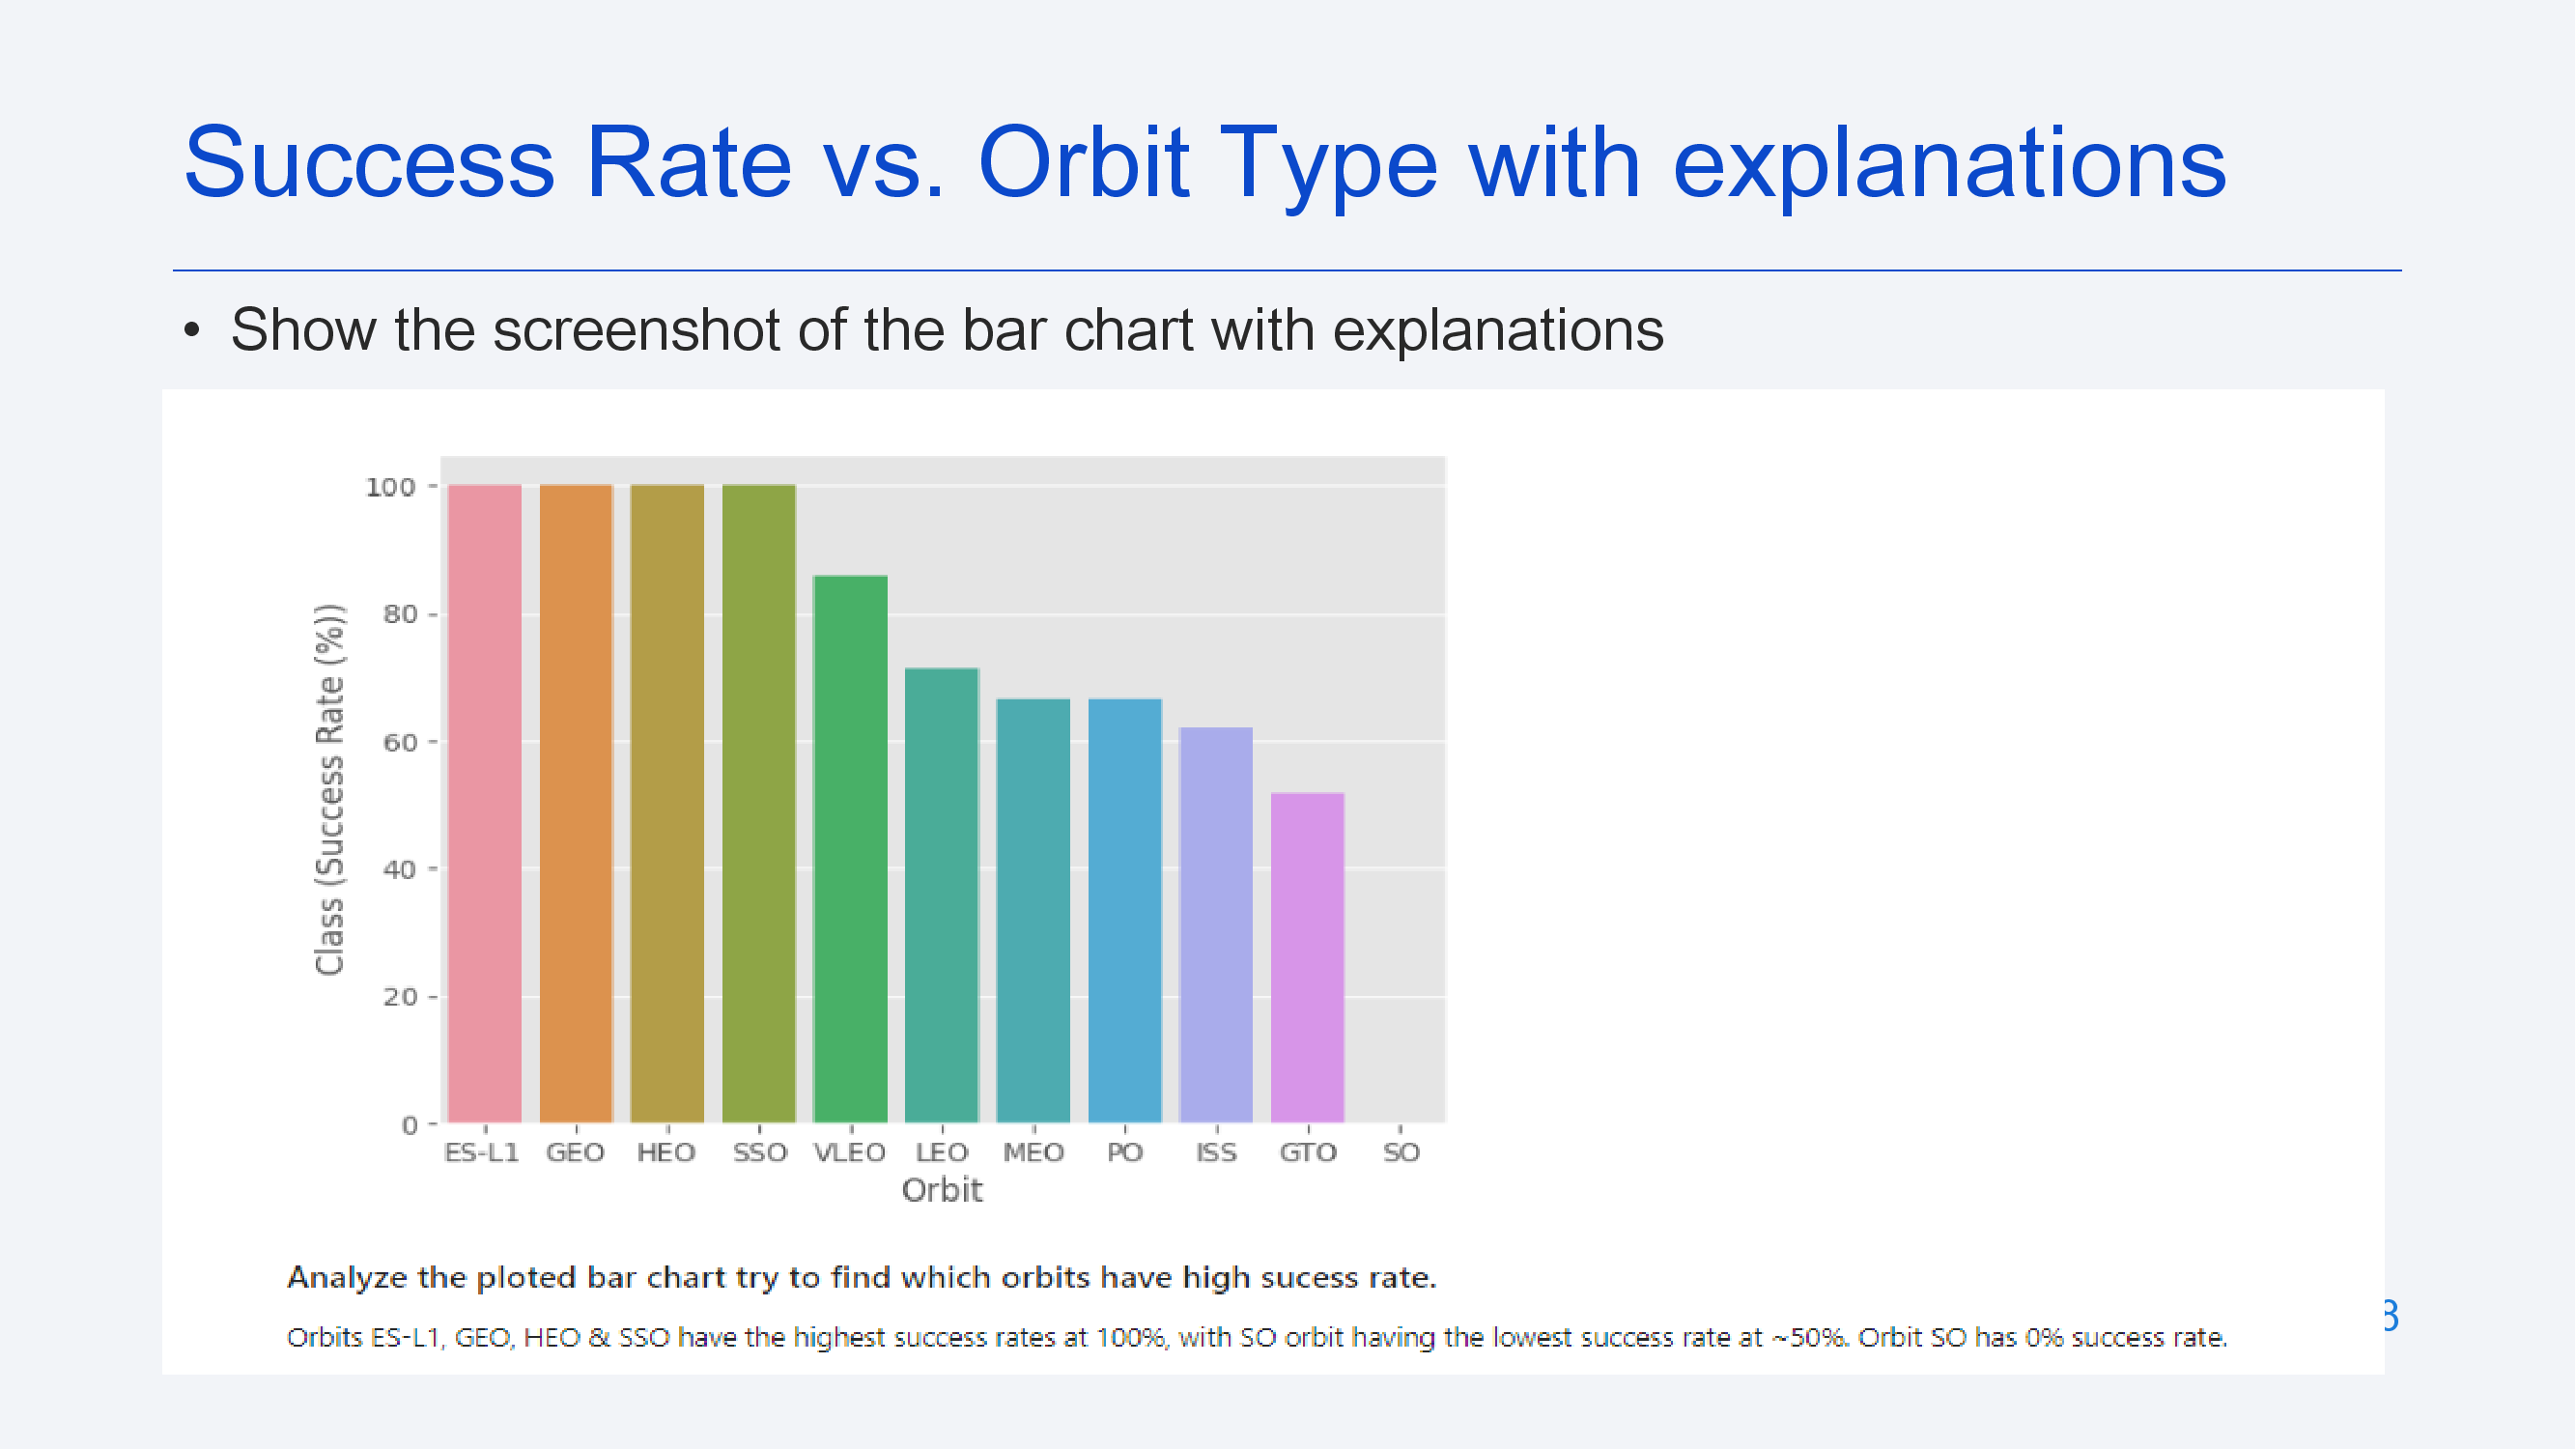 Success Rate vs. Orbit Type with explanations
• Show the screenshot of the bar chart with explanations
Class (Success Rate (%))
100
80
60
40
20
0
ES-L1 GEO HEO SSO VLEO LEO MEO PO ISS GTO SO
Orbit
Analyze the ploted bar chart try to find which orbits have high sucess rate.
Orbits ES-L1, GEO, HEO & SSO have the highest success rates at 100%, with SO orbit having the lowest success rate at ~50%. Orbit SO has 0% success rate.